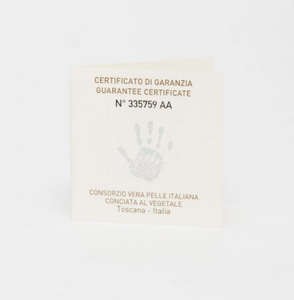 CERTIFICATO DI GARANZIA
GUARANTEE CERTIFICATE
N° 335759 AA
CONSORZIO VERA PELLE ITALIANA
CONCIATA AL VEGETALE
Toscana - Italia